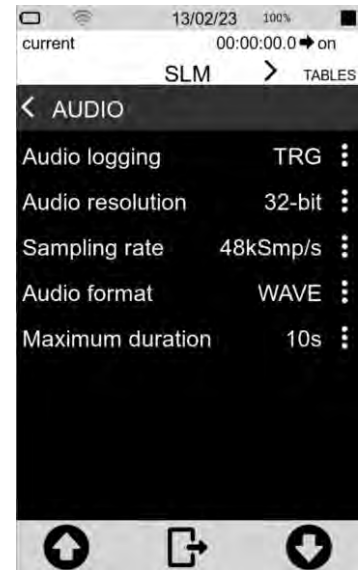 13/02/23 100%
current 00:00:00.0 → on
SLM > TABLES
< AUDIO
Audio logging TRG
Audio resolution 32-bit
Sampling rate 48kSmp/s
Audio format WAVE
Maximum duration 10s